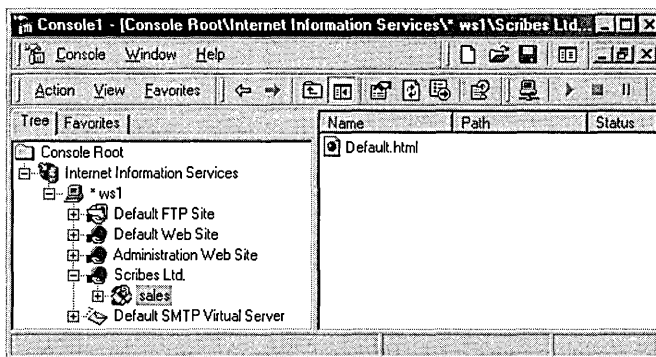 Console1 - [Console Root\Internet Information Services\* ws1\Scribes Ltd...
Console Window Help
Action View Favorites
Tree Favorites
Name Path Status
Console Root
Default.html
Internet Information Services
* ws1
Default FTP Site
Default Web Site
Administration Web Site
Scribes Ltd.
sales
Default SMTP Virtual Server